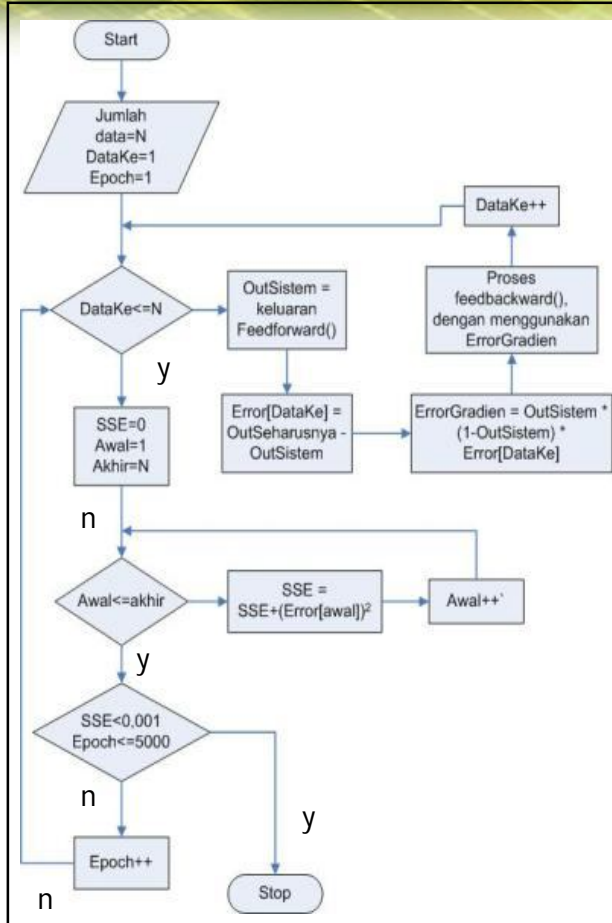 Start
Jumlah
data=N
DataKe=1
Epoch=1
DataKe++
DataKe<=N
OutSistem =
keluaran
Feedforward()
Proses
feedbackward(),
dengan menggunakan
ErrorGradien
y
SSE=0
Awal=1
Akhir=N
Error[DataKe] =
OutSeharusnya -
OutSistem
ErrorGradien = OutSistem *
(1-OutSistem) *
Error[DataKe]
n
Awal<=akhir
SSE =
SSE+(Error[awal])²
Awal++`
y
SSE<0,001
Epoch<=5000
n
y
Epoch++
n
Stop